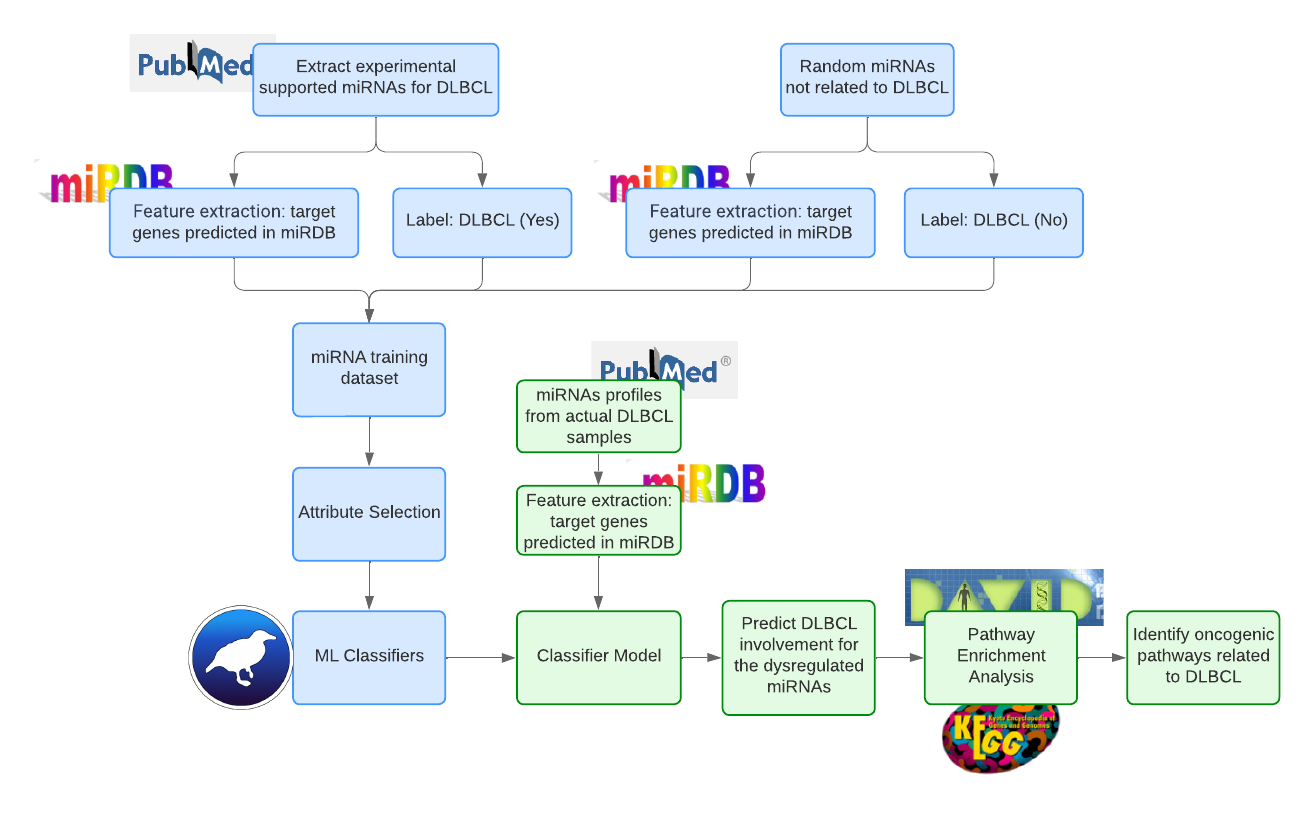 PubMed
Extract experimental
supported miRNAs for DLBCL
Random miRNAs
not related to DLBCL
miRDB
Feature extraction: target
genes predicted in miRDB
Label: DLBCL (Yes)
miRDB
Feature extraction: target
genes predicted in miRDB
Label: DLBCL (No)
miRNA training
dataset
PubMed®
miRNAs profiles
from actual DLBCL
samples
Attribute Selection
miRDB
Feature extraction:
target genes
predicted in miRDB
ML Classifiers
Classifier Model
Predict DLBCL
involvement for
the dysregulated
miRNAs
DAVID
Pathway
Enrichment
Analysis
Identify oncogenic
pathways related
to DLBCL
KEGG
Kyoto Encyclopedia of
Genes and Genomes